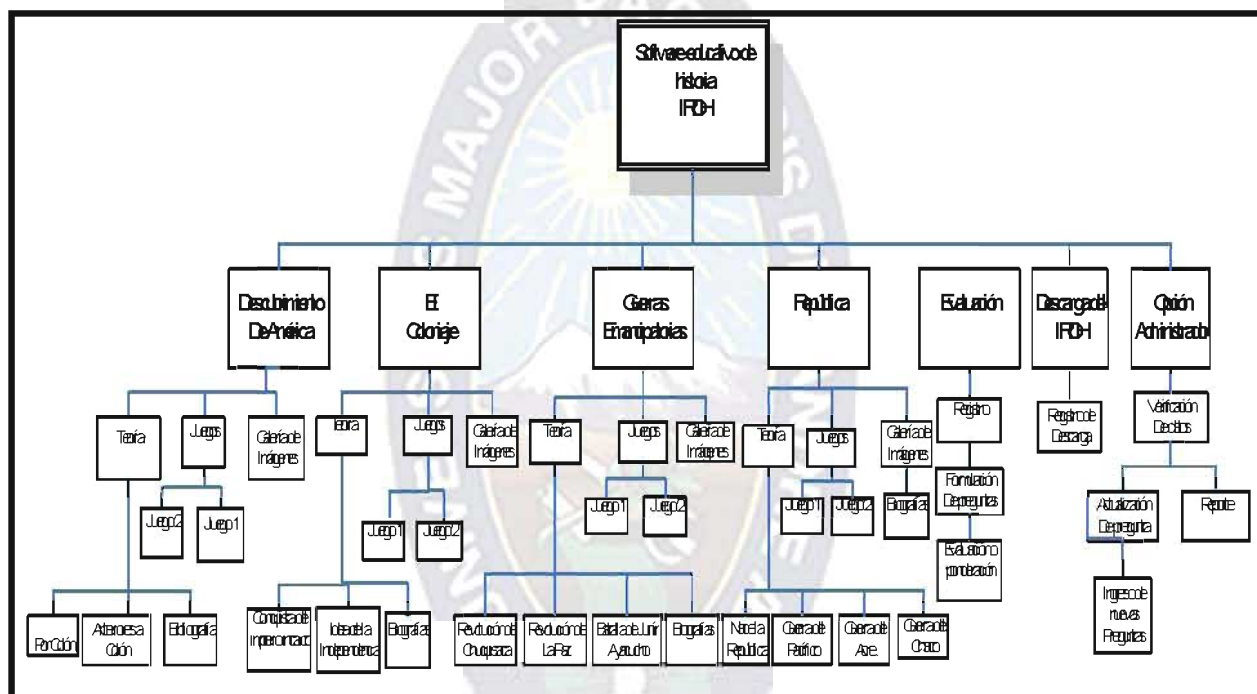 MAJOR
Software educativo de
historia
IRDH
Descubrimiento
De América
El
Coloniaje
Guerras
Emancipatorias
República
Evaluación
Descarga del
IRDH
Opción
Administrador
Teoría
Juegos
Galería de
Imágenes
Teoría
Juegos
Galería de
Imágenes
Teoría
Juegos
Galería de
Imágenes
Teoría
Juegos
Galería de
Imágenes
Registro
Registro de
Descarga
Verificación
De datos
Juego 2
Juego 1
Juego 1
Juego 2
Juego 1
Juego 2
Juego 1
Juego 2
Biografías
Formulación
De preguntas
Evaluación o
ponderación
Actualización
De pregunta
Reporte
Ingreso de
nuevas
Preguntas
Por Colón
Anteriores a
Colón
Bibliografía
Conquista de
Ideas de la
Independencia
Biografías
Revolución de
Chuquisaca
Revolución de
La Paz
Batalla de Junín
Ayacucho
Biografías
Nace la
República
Guerra del
Pacífico
Guerra de
Acre
Guerra del
Chaco